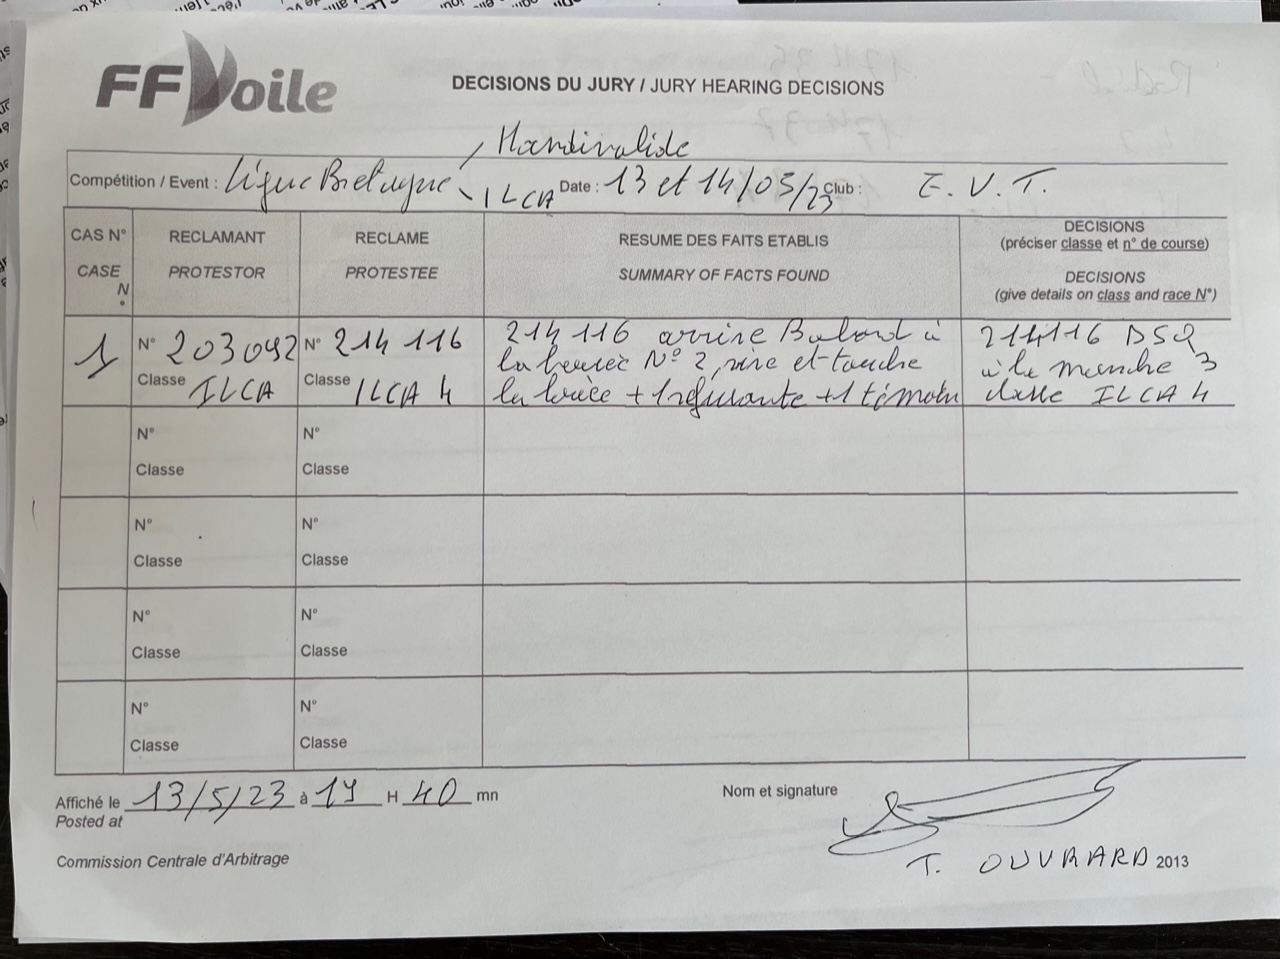 FFVoile
DECISIONS DU JURY / JURY HEARING DECISIONS
Handivalide
Compétition / Event : Ligue Bretagne ILCA Date : 13 et 14/05/23 Club : E. V. T.
CAS N° RECLAMANT RECLAME RESUME DES FAITS ETABLIS DECISIONS
(préciser classe et n° de course)
CASE N°
PROTESTOR PROTESTEE SUMMARY OF FACTS FOUND DECISIONS
(give details on class and race N°)
1 N° 203092 N° 214 116 214 116 arrive Babord à 214116 DSQ
la bouée N° 2, vire et touche à la manche 3
Classe ILCA Classe ILCA 4 la bouée + 1 + 1 témoin classe ILCA 4
N° N°
Classe Classe
N° N°
Classe Classe
N° N°
Classe Classe
N° N°
Classe Classe
Affiché le 13/5/23 à 19 H 40 mn Nom et signature
Posted at
Commission Centrale d'Arbitrage T. OUVRARD 2013